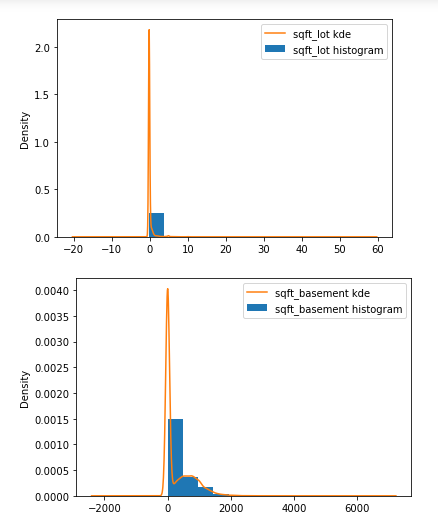 sqft_lot kde
sqft_lot histogram
2.0
1.5
Density
1.0
0.5
0.0
−20 −10 0 10 20 30 40 50 60
sqft_basement kde
sqft_basement histogram
0.0040
0.0035
0.0030
0.0025
Density
0.0020
0.0015
0.0010
0.0005
0.0000
−2000 0 2000 4000 6000